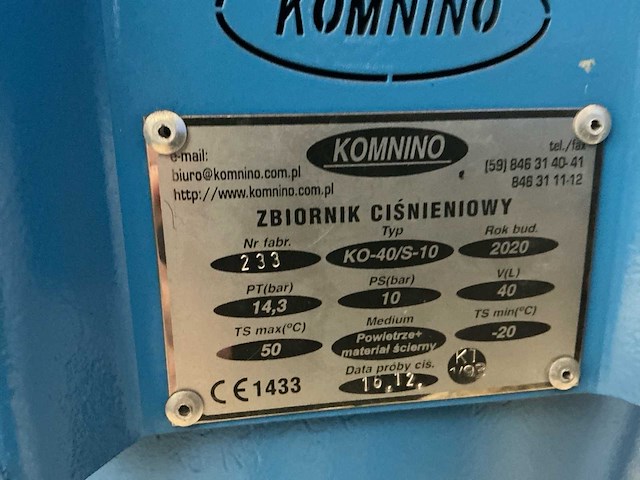 KOMNINO
e-mail:
biuro@komnino.com.pl
http://www.komnino.com.pl
KOMNINO
tel./fax
(59) 846 31 40-41
846 31 11-12
ZBIORNIK CIŚNIENIOWY
Nr fabr. Typ Rok bud.
233 KO-40/S-10 2020
PT(bar) PS(bar) V(L)
14,3 10 40
TS max(°C) Medium TS min(°C)
50 Powietrze+ materiał ścierny -20
Data próby ciś.
16.12.
CE 1433
KT